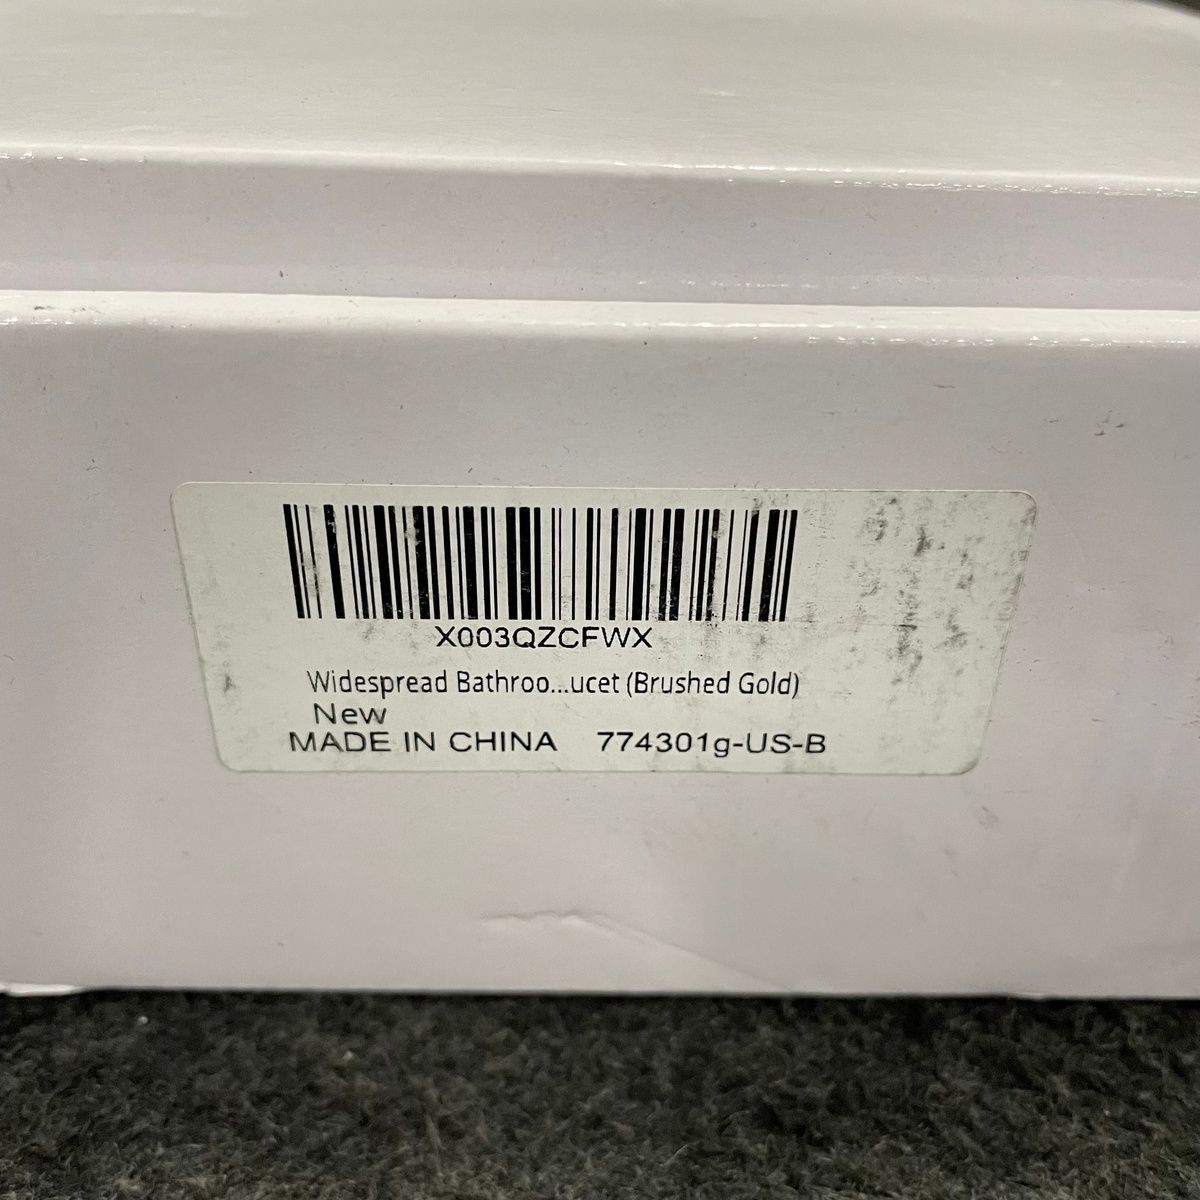 X003QZCFWX
Widespread Bathroo...ucet (Brushed Gold)
New
MADE IN CHINA 774301g-US-B